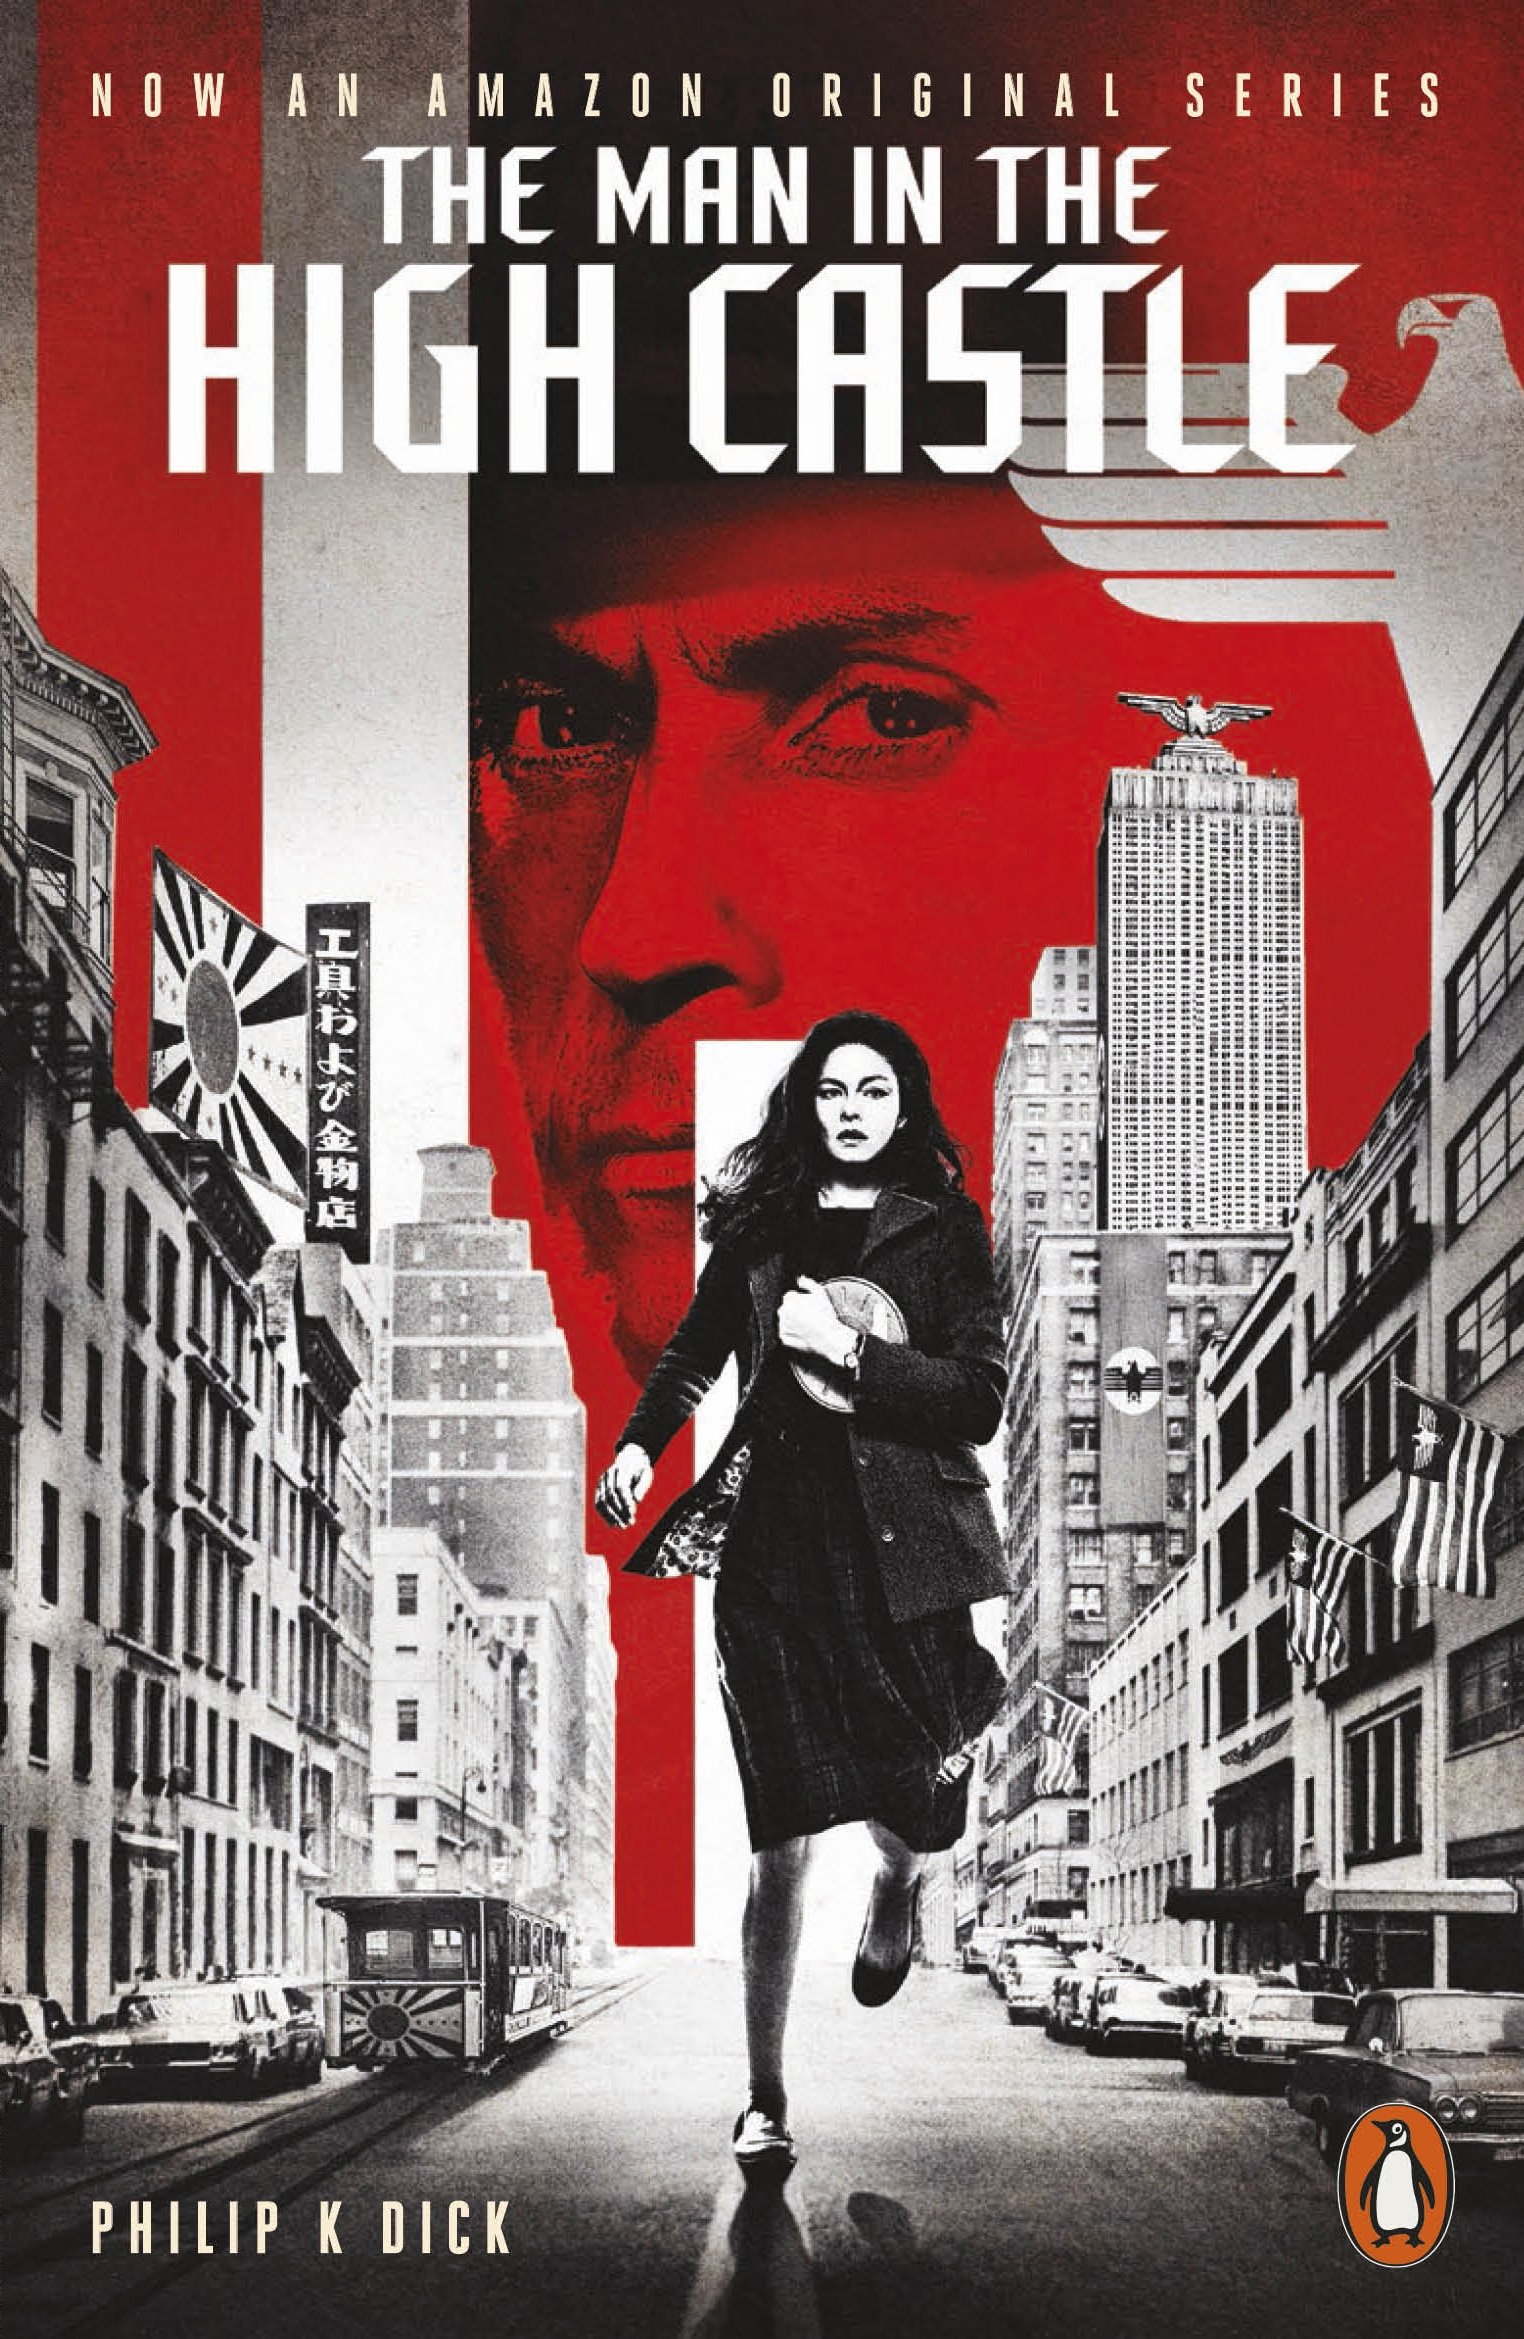 NOW AN AMAZON ORIGINAL SERIES
THE MAN IN THE
HIGH CASTLE
工具および金物店
PHILIP K DICK